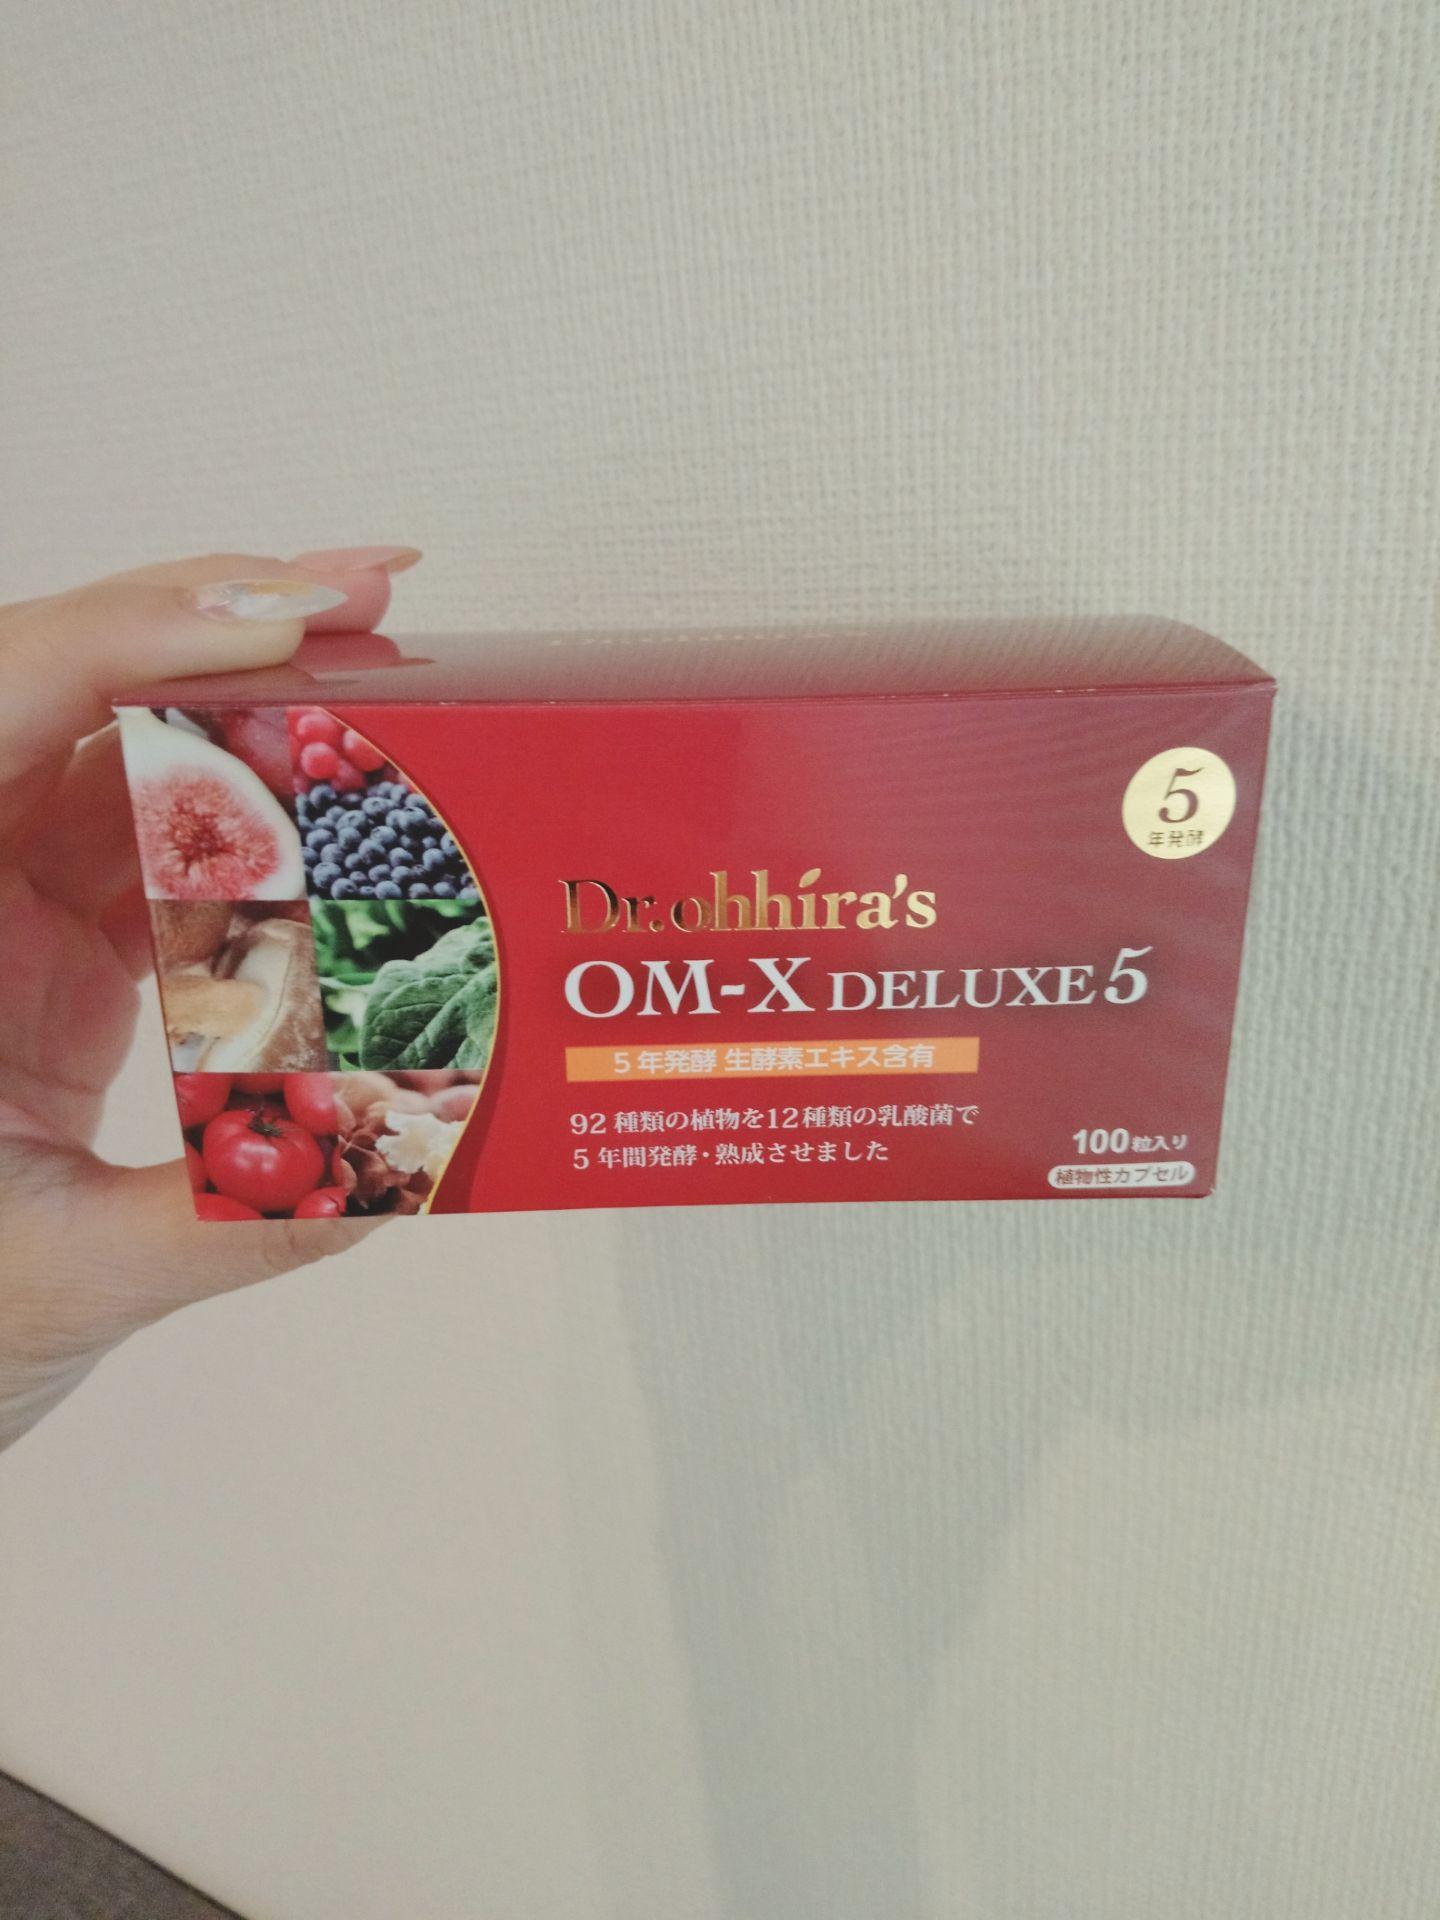 5
年発酵
Dr.ohhira's
OM-X DELUXE 5
5年発酵 生酵素エキス含有
92種類の植物を12種類の乳酸菌で
5年間発酵・熟成させました
100粒入り
植物性カプセル